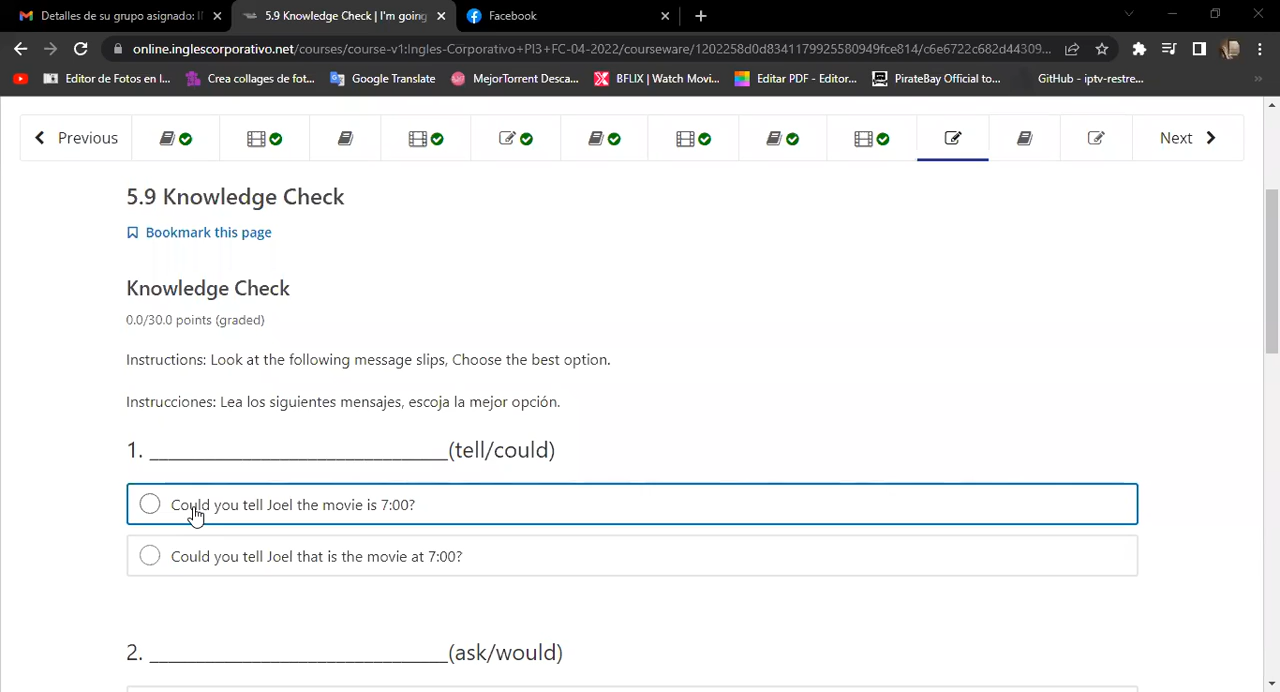 Detalles de su grupo asignado: I
5.9 Knowledge Check | I'm going
Facebook
online.inglescorporativo.net/courses/course-v1:Ingles-Corporativo+PI3+FC-04-2022/courseware/1202258d0d8341179925580949fce814/c6e6722c682d44309...
Editor de Fotos en l...
Crea collages de fot...
Google Translate
MejorTorrent Desca...
BFLIX | Watch Movi...
Editar PDF - Editor...
PirateBay Official to...
GitHub - iptv-restre...
Previous
Next
5.9 Knowledge Check
Bookmark this page
Knowledge Check
0.0/30.0 points (graded)
Instructions: Look at the following message slips, Choose the best option.
Instrucciones: Lea los siguientes mensajes, escoja la mejor opción.
1. ______________________________(tell/could)
Could you tell Joel the movie is 7:00?
Could you tell Joel that is the movie at 7:00?
2. ______________________________(ask/would)